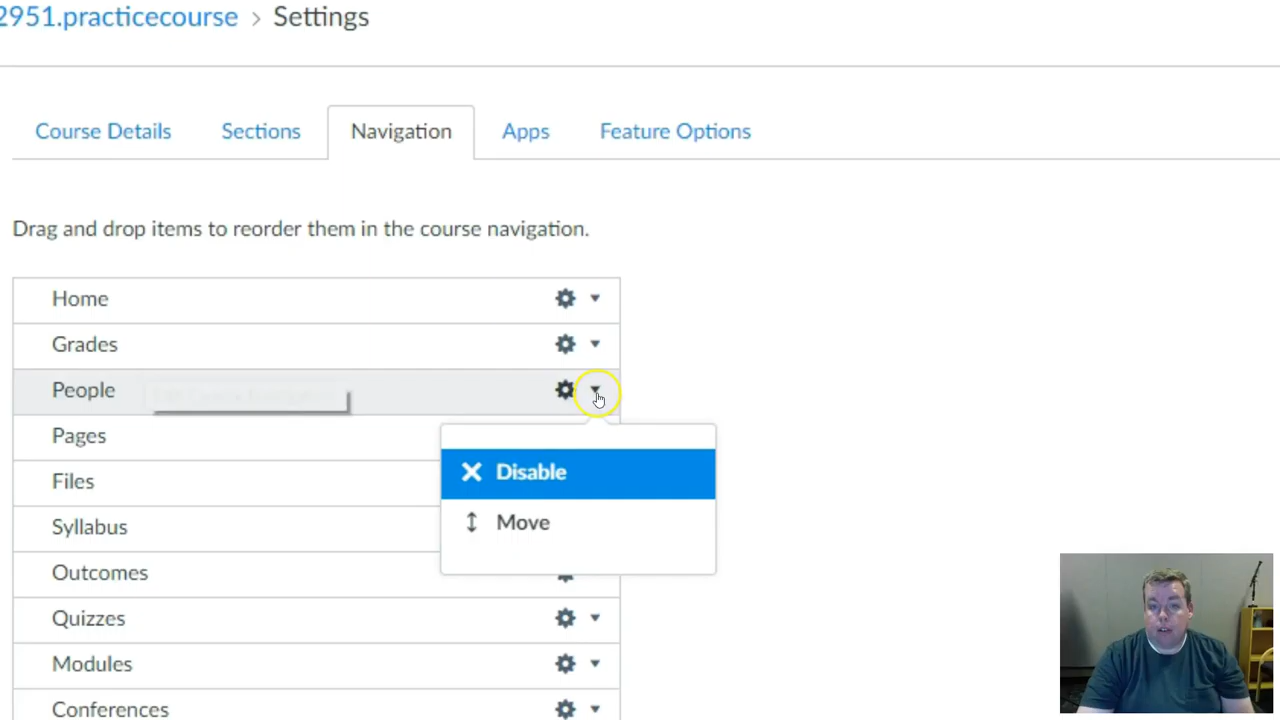 2951.practicecourse > Settings
Course Details Sections Navigation Apps Feature Options
Drag and drop items to reorder them in the course navigation.
Home
Grades
People
Pages
Files
Syllabus
Outcomes
Quizzes
Modules
Conferences
Disable
Move